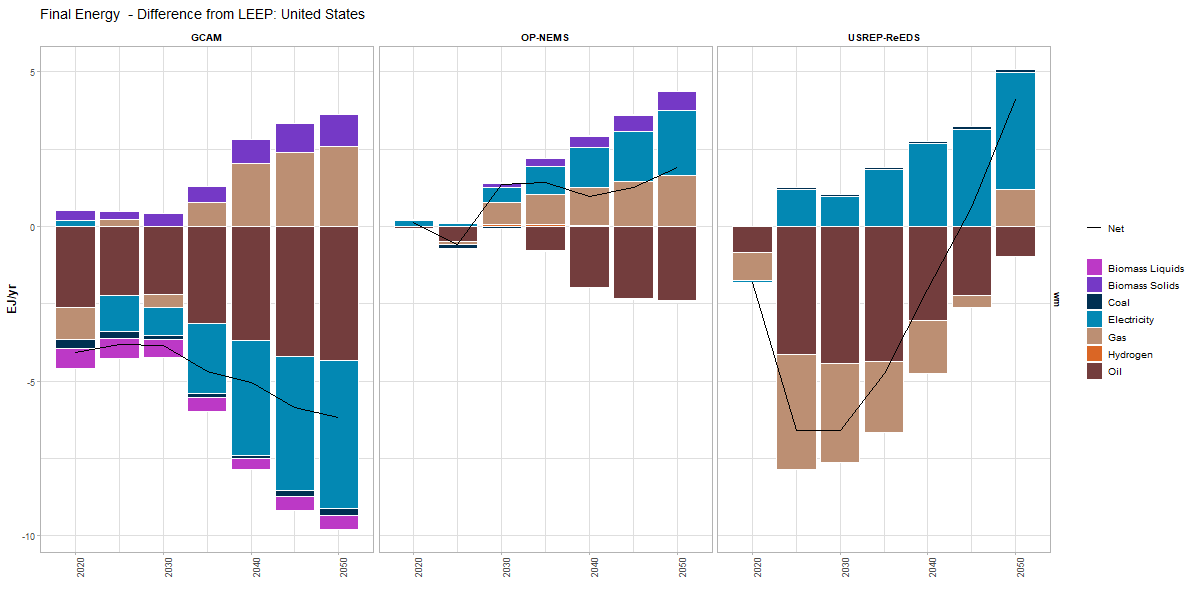 Final Energy  - Difference from LEEP: United States
GCAM
OP-NEMS
USREP-ReEDS
EJ/yr
5
0
-5
-10
2020
2030
2040
2050
2020
2030
2040
2050
2020
2030
2040
2050
wm
Net
Biomass Liquids
Biomass Solids
Coal
Electricity
Gas
Hydrogen
Oil